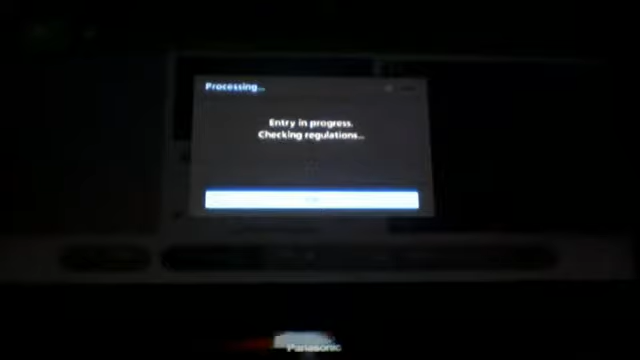 Processing...
Entry in progress.
Checking regulations...
Panasonic